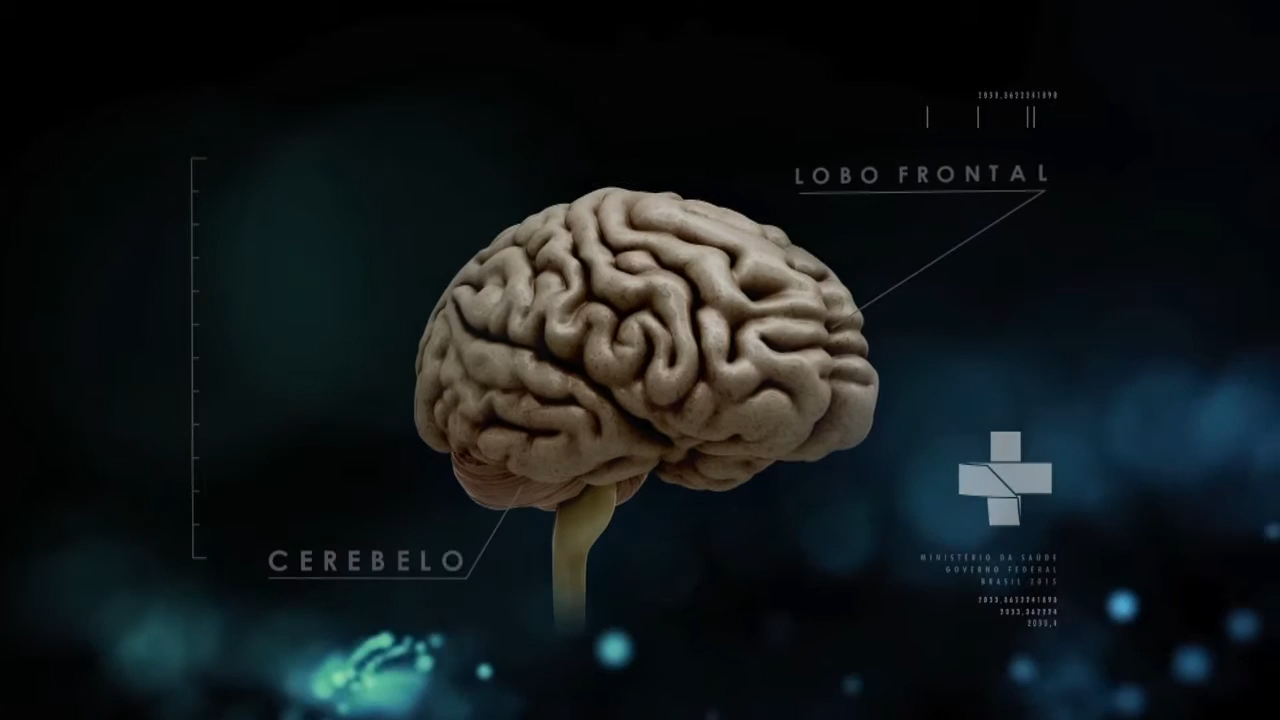 LOBO FRONTAL
CEREBELO
MINISTÉRIO DA SAÚDE
GOVERNO FEDERAL
BRASIL 2015